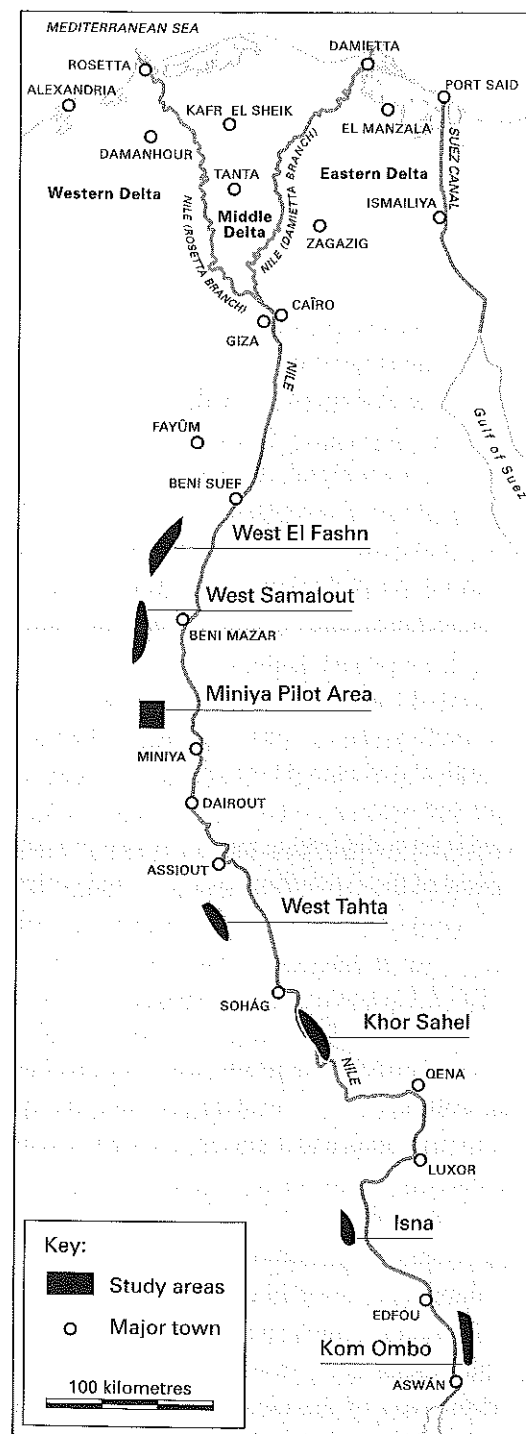 MEDITERRANEAN SEA
DAMIETTA
ROSETTA
PORT SAID
ALEXANDRIA
KAFR EL SHEIK
EL MANZALA
DAMANHOUR
SUEZ CANAL
Western Delta
TANTA
Eastern Delta
Middle
Delta
ISMAILIYA
NILE (ROSETTA BRANCH)
NILE (DAMIETTA BRANCH)
ZAGAZIG
CAÎRO
GIZA
NILE
Gulf of Suez
FAYÛM
BENI SUEF
West El Fashn
West Samalout
BENI MAZAR
Miniya Pilot Area
MINIYA
DAIROUT
ASSIOUT
West Tahta
SOHÁG
Khor Sahel
NILE
QENA
LUXOR
Isna
Key:
Study areas
Major town
100 kilometres
EDFOU
Kom Ombo
ASWÁN